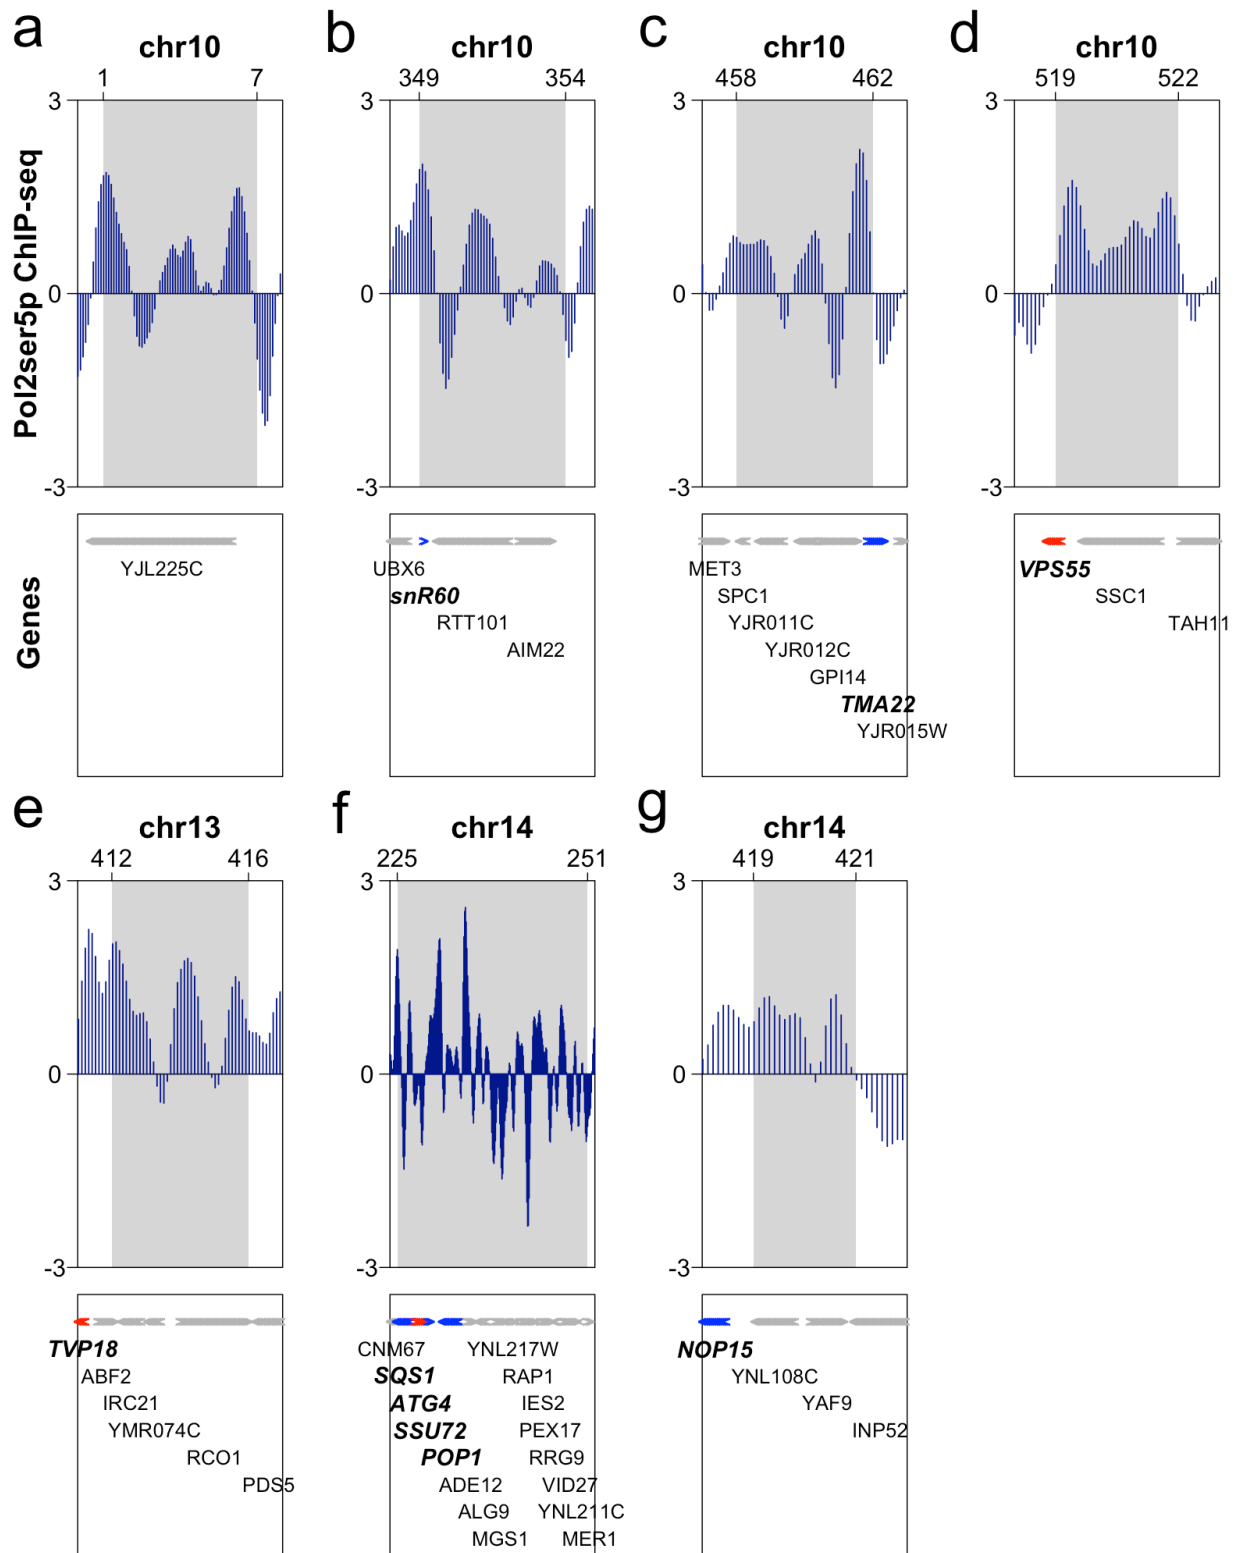 a
chr10
1 7
3
0
-3
Pol2ser5p ChIP-seq
Genes
YJL225C
b
chr10
349 354
3
0
-3
UBX6
snR60
RTT101
AIM22
c
chr10
458 462
3
0
-3
MET3
SPC1
YJR011C
YJR012C
GPI14
TMA22
YJR015W
d
chr10
519 522
3
0
-3
VPS55
SSC1
TAH11
e
chr13
412 416
3
0
-3
TVP18
ABF2
IRC21
YMR074C
RCO1
PDS5
f
chr14
225 251
3
0
-3
CNM67 YNL217W
SQS1 RAP1
ATG4 IES2
SSU72 PEX17
POP1 RRG9
ADE12 VID27
ALG9 YNL211C
MGS1 MER1
g
chr14
419 421
3
0
-3
NOP15
YNL108C
YAF9
INP52